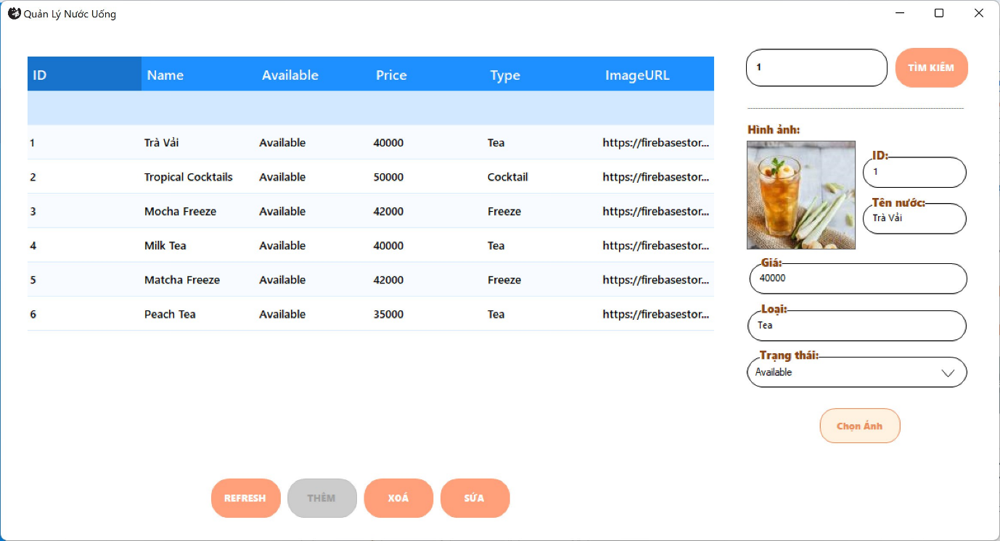 Quản Lý Nước Uống
ID Name Available Price Type ImageURL
1 Trà Vải Available 40000 Tea https://firebasestor...
2 Tropical Cocktails Available 50000 Cocktail https://firebasestor...
3 Mocha Freeze Available 42000 Freeze https://firebasestor...
4 Milk Tea Available 40000 Tea https://firebasestor...
5 Matcha Freeze Available 42000 Freeze https://firebasestor...
6 Peach Tea Available 35000 Tea https://firebasestor...
REFRESH THÊM XOÁ SỬA
1 TÌM KIẾM
Hình ảnh:
ID:
1
Tên nước:
Trà Vải
Giá:
40000
Loại:
Tea
Trạng thái:
Available
Chọn Ảnh